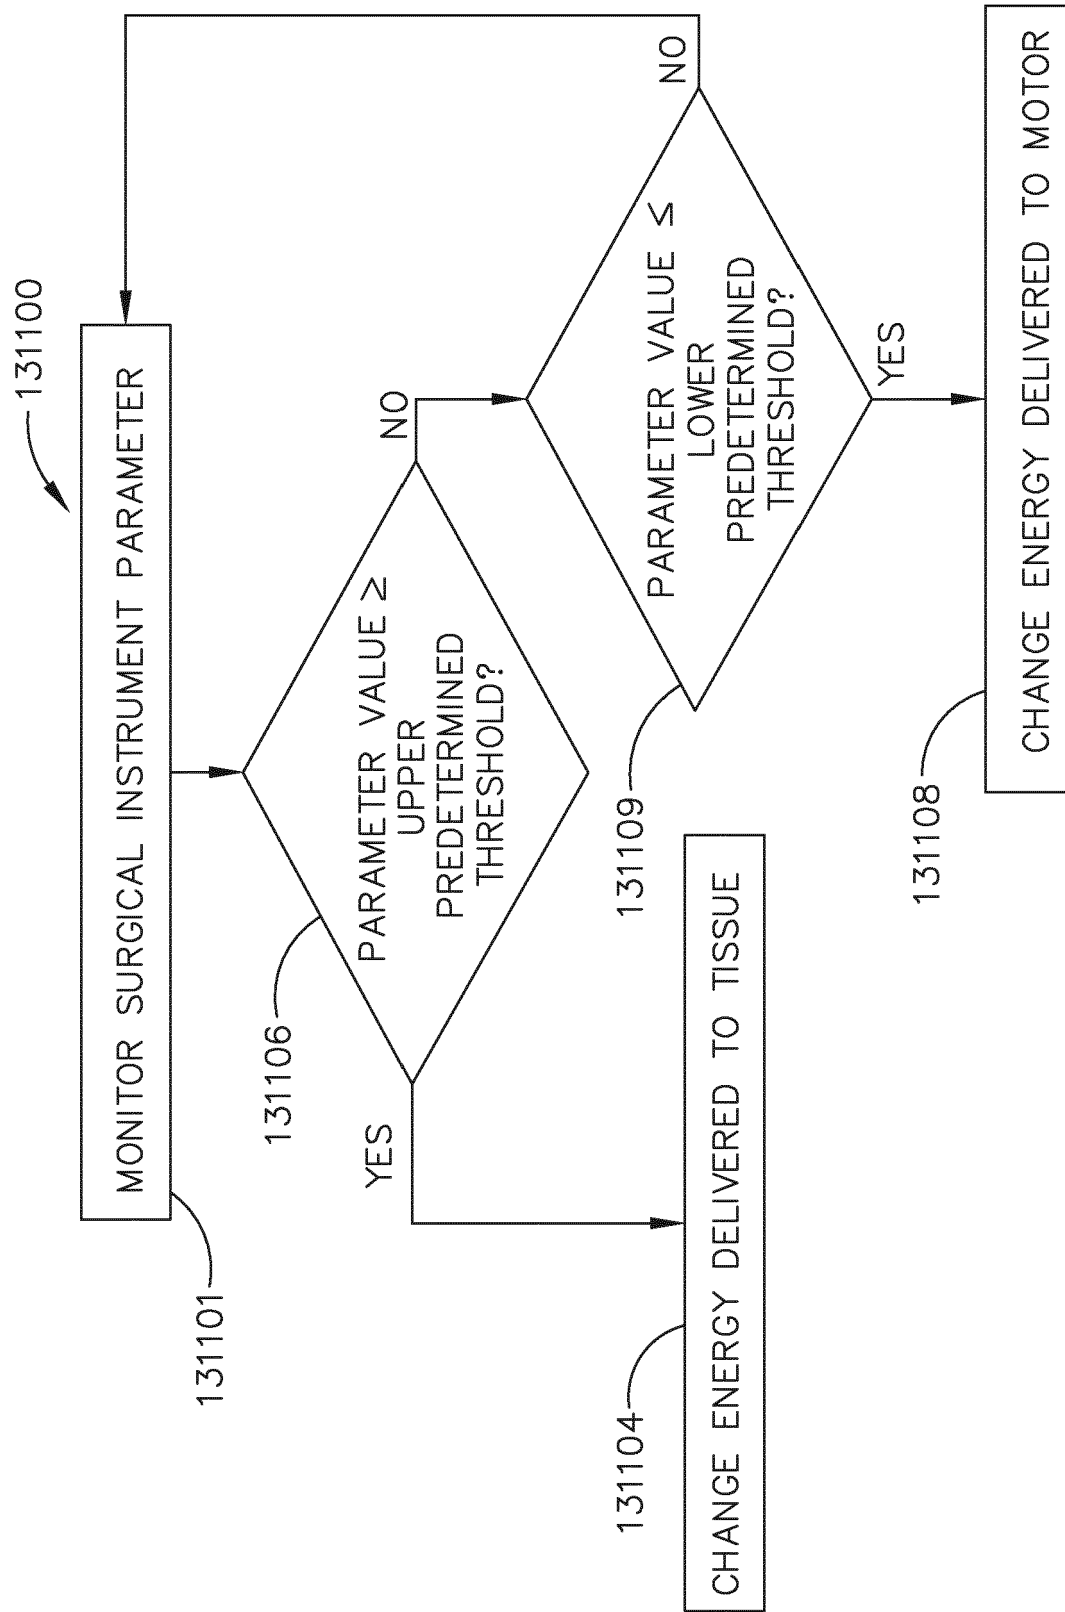 131100
MONITOR SURGICAL INSTRUMENT PARAMETER
131101
131106
PARAMETER VALUE ≥
UPPER
PREDETERMINED
THRESHOLD?
YES
NO
131104
CHANGE ENERGY DELIVERED TO TISSUE
131109
PARAMETER VALUE ≤
LOWER
PREDETERMINED
THRESHOLD?
NO
YES
131108
CHANGE ENERGY DELIVERED TO MOTOR